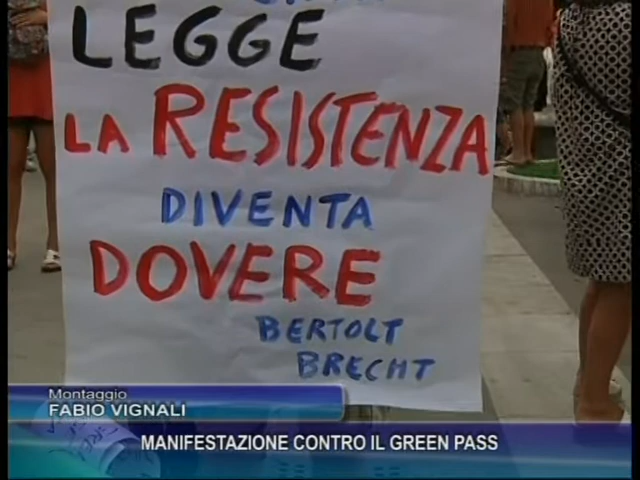 LEGGE
LA RESISTENZA
DIVENTA
DOVERE
BERTOLT
BRECHT
Montaggio
FABIO VIGNALI
MANIFESTAZIONE CONTRO IL GREEN PASS